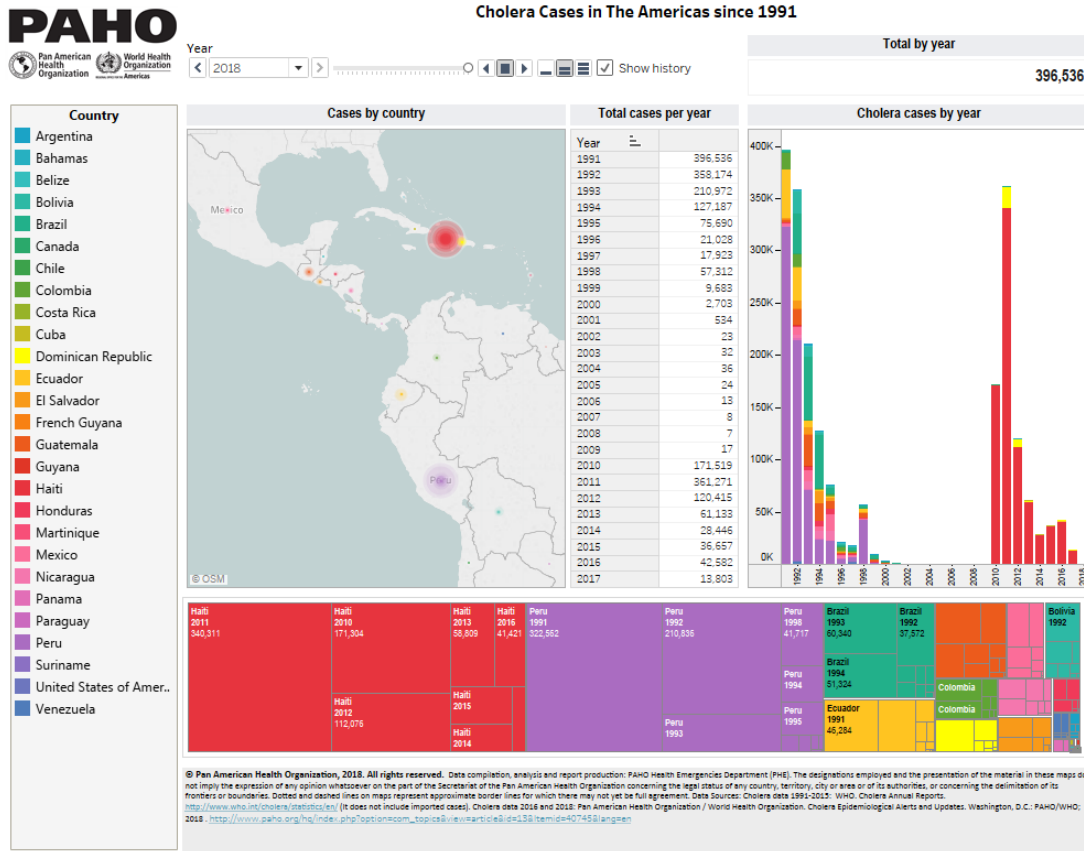 Cholera Cases in The Americas since 1991
PAHO
Pan American
Health
Organization
World Health
Organization
Americas
Year
2018
Show history
Total by year
396,536
Country
Argentina
Bahamas
Belize
Bolivia
Brazil
Canada
Chile
Colombia
Costa Rica
Cuba
Dominican Republic
Ecuador
El Salvador
French Guyana
Guatemala
Guyana
Haiti
Honduras
Martinique
Mexico
Nicaragua
Panama
Paraguay
Peru
Suriname
United States of Amer..
Venezuela
Cases by country
Mexico
Peru
© OSM
Total cases per year
Year
1991 396,536
1992 358,174
1993 210,972
1994 127,187
1995 75,690
1996 21,028
1997 17,923
1998 57,312
1999 9,683
2000 2,703
2001 534
2002 23
2003 32
2004 36
2005 24
2006 13
2007 8
2008 7
2009 17
2010 171,519
2011 361,271
2012 120,415
2013 61,133
2014 28,446
2015 36,657
2016 42,582
2017 13,803
Cholera cases by year
400K
350K
300K
250K
200K
150K
100K
50K
0K
1992 1994 1996 1998 2000 2002 2004 2006 2008 2010 2012 2014 2016 2018
Haiti
2011
340,311
Haiti
2010
171,304
Haiti
2012
112,076
Haiti
2013
58,809
Haiti
2016
41,421
Haiti
2015
Haiti
2014
Peru
1991
322,562
Peru
1992
210,836
Peru
1993
Peru
1998
41,717
Peru
1994
Peru
1995
Brazil
1993
60,340
Brazil
1994
51,324
Brazil
1992
37,572
Ecuador
1991
46,284
Colombia
Colombia
Bolivia
1992
© Pan American Health Organization, 2018. All rights reserved. Data compilation, analysis and report production: PAHO Health Emergencies Department (PHE). The designations employed and the presentation of the material in these maps do
not imply the expression of any opinion whatsoever on the part of the Secretariat of the Pan American Health Organization concerning the legal status of any country, territory, city or area or of its authorities, or concerning the delimitation of its
frontiers or boundaries. Dotted and dashed lines on maps represent approximate border lines for which there may not yet be full agreement. Data Sources: Cholera data 1991-2015: WHO. Cholera Annual Reports.
http://www.who.int/cholera/statistics/en/ (It does not include imported cases). Cholera data 2016 and 2018: Pan American Health Organization / World Health Organization. Cholera Epidemiological Alerts and Updates. Washington, D.C.: PAHO/WHO;
2018 . http://www.paho.org/hq/index.php?option=com_topics&view=article&id=13&Itemid=40745&lang=en